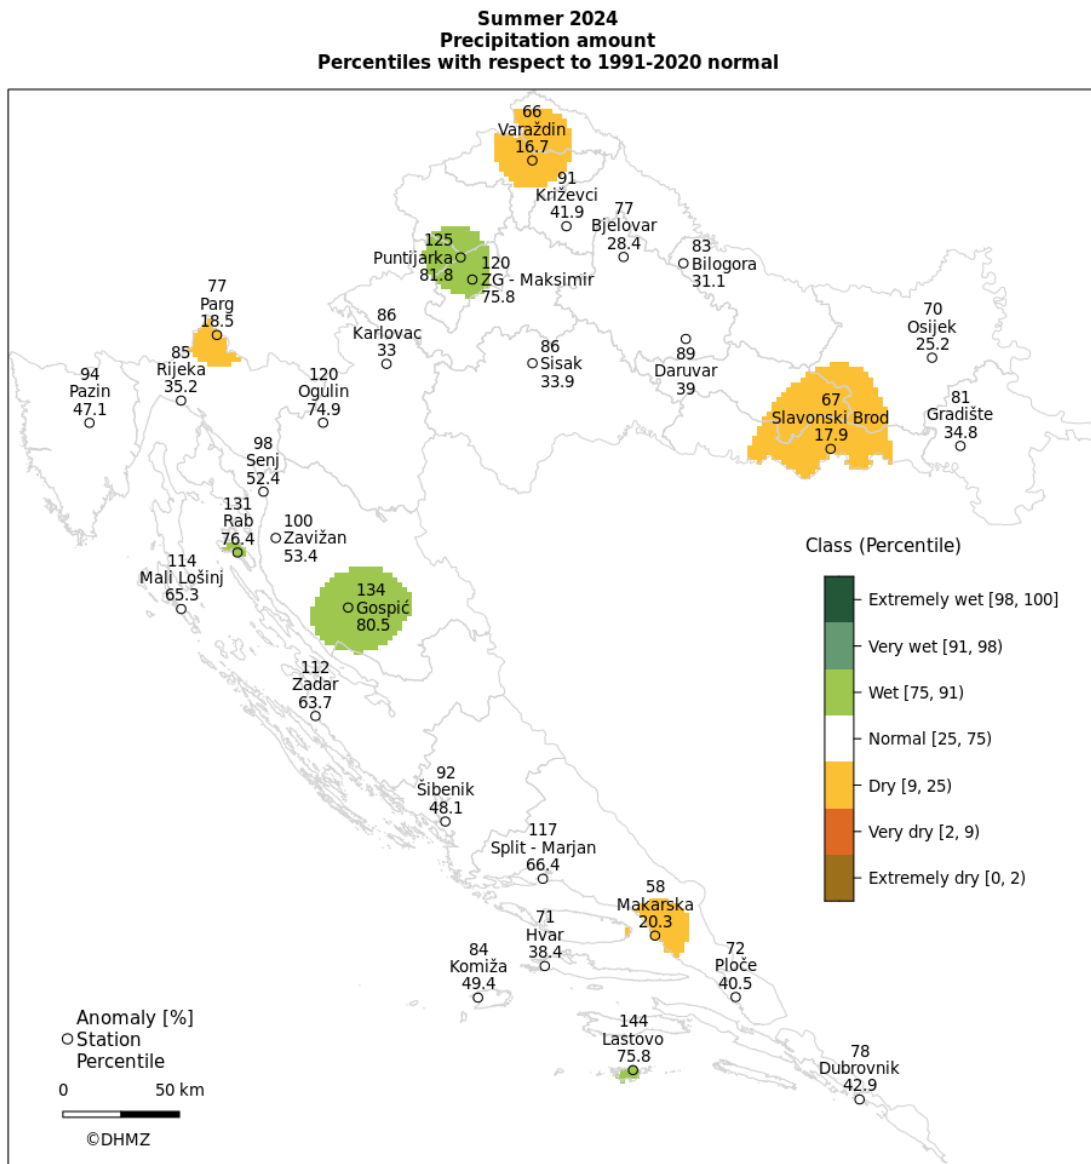 Summer 2024
Precipitation amount
Percentiles with respect to 1991-2020 normal
66
Varaždin
16.7
91
Križevci
41.9
77
Bjelovar
28.4
125
Puntijarka
81.8
120
ZG - Maksimir
75.8
83
Bilogora
31.1
77
Parg
18.5
86
Karlovac
33
86
Sisak
33.9
89
Daruvar
39
70
Osijek
25.2
94
Pazin
47.1
85
Rijeka
35.2
120
Ogulin
74.9
67
Slavonski Brod
17.9
81
Gradište
34.8
98
Senj
52.4
131
Rab
76.4
100
Zavižan
53.4
114
Mali Lošinj
65.3
134
Gospić
80.5
112
Zadar
63.7
92
Šibenik
48.1
117
Split - Marjan
66.4
58
Makarska
20.3
71
Hvar
38.4
84
Komiža
49.4
72
Ploče
40.5
144
Lastovo
75.8
78
Dubrovnik
42.9
Class (Percentile)
Extremely wet [98, 100]
Very wet [91, 98)
Wet [75, 91)
Normal [25, 75)
Dry [9, 25)
Very dry [2, 9)
Extremely dry [0, 2)
Anomaly [%]
Station
Percentile
0 50 km
©DHMZ